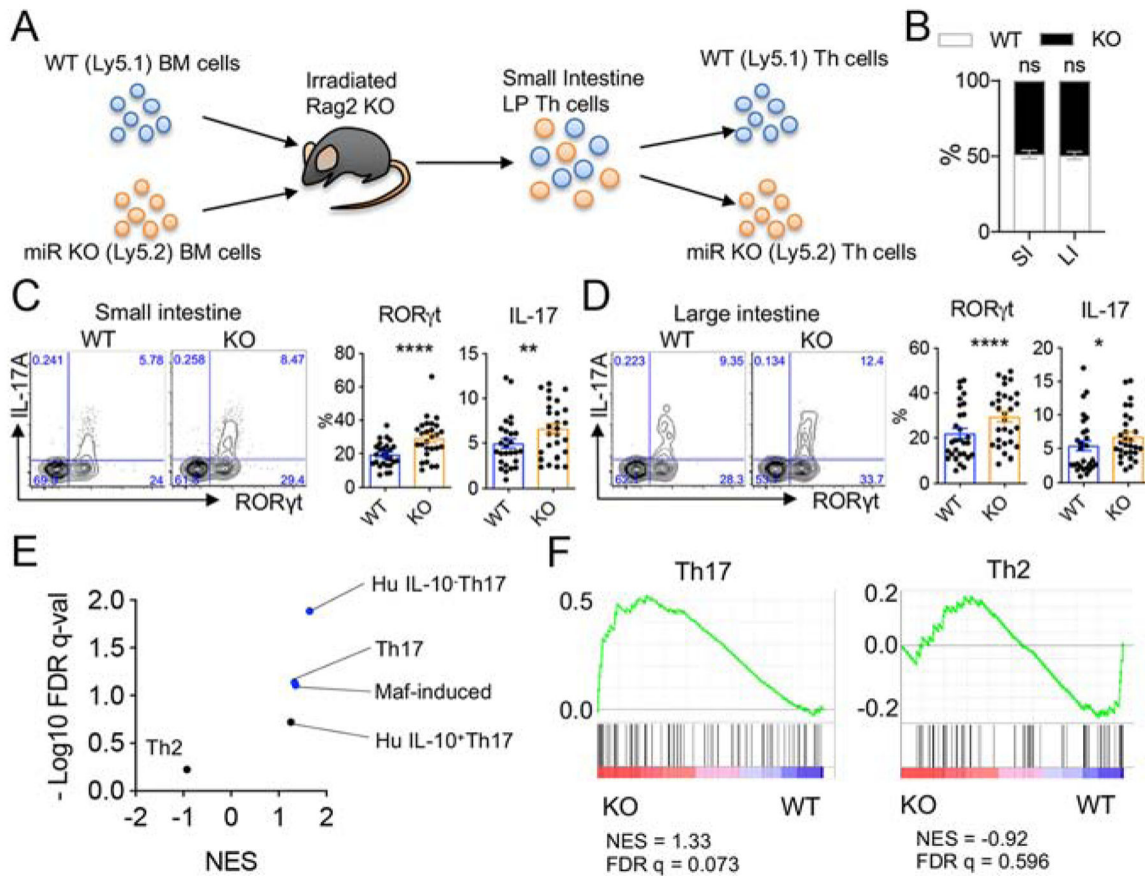 A
WT (Ly5.1) BM cells
miR KO (Ly5.2) BM cells
Irradiated
Rag2 KO
Small Intestine
LP Th cells
WT (Ly5.1) Th cells
miR KO (Ly5.2) Th cells
B
WT KO
ns ns
100
50
0
%
SI LI
C
Small intestine
WT KO
IL-17A
0.241 5.78
24
0.258 8.47
29.4
RORγt
RORγt
****
%
80
60
40
20
0
WT KO
IL-17
**
15
10
5
0
WT KO
D
Large intestine
WT KO
IL-17A
0.223 9.35
28.3
0.134 12.4
33.7
RORγt
RORγt
****
%
60
40
20
0
WT KO
IL-17
*
20
15
10
5
0
WT KO
E
- Log10 FDR q-val
2.0
1.5
1.0
0.5
0.0
-2 -1 0 1 2
NES
Hu IL-10-Th17
Th17
Maf-induced
Hu IL-10+Th17
Th2
F
Th17
0.5
0.0
KO WT
NES = 1.33
FDR q = 0.073
Th2
0.2
0.0
-0.2
KO WT
NES = -0.92
FDR q = 0.596